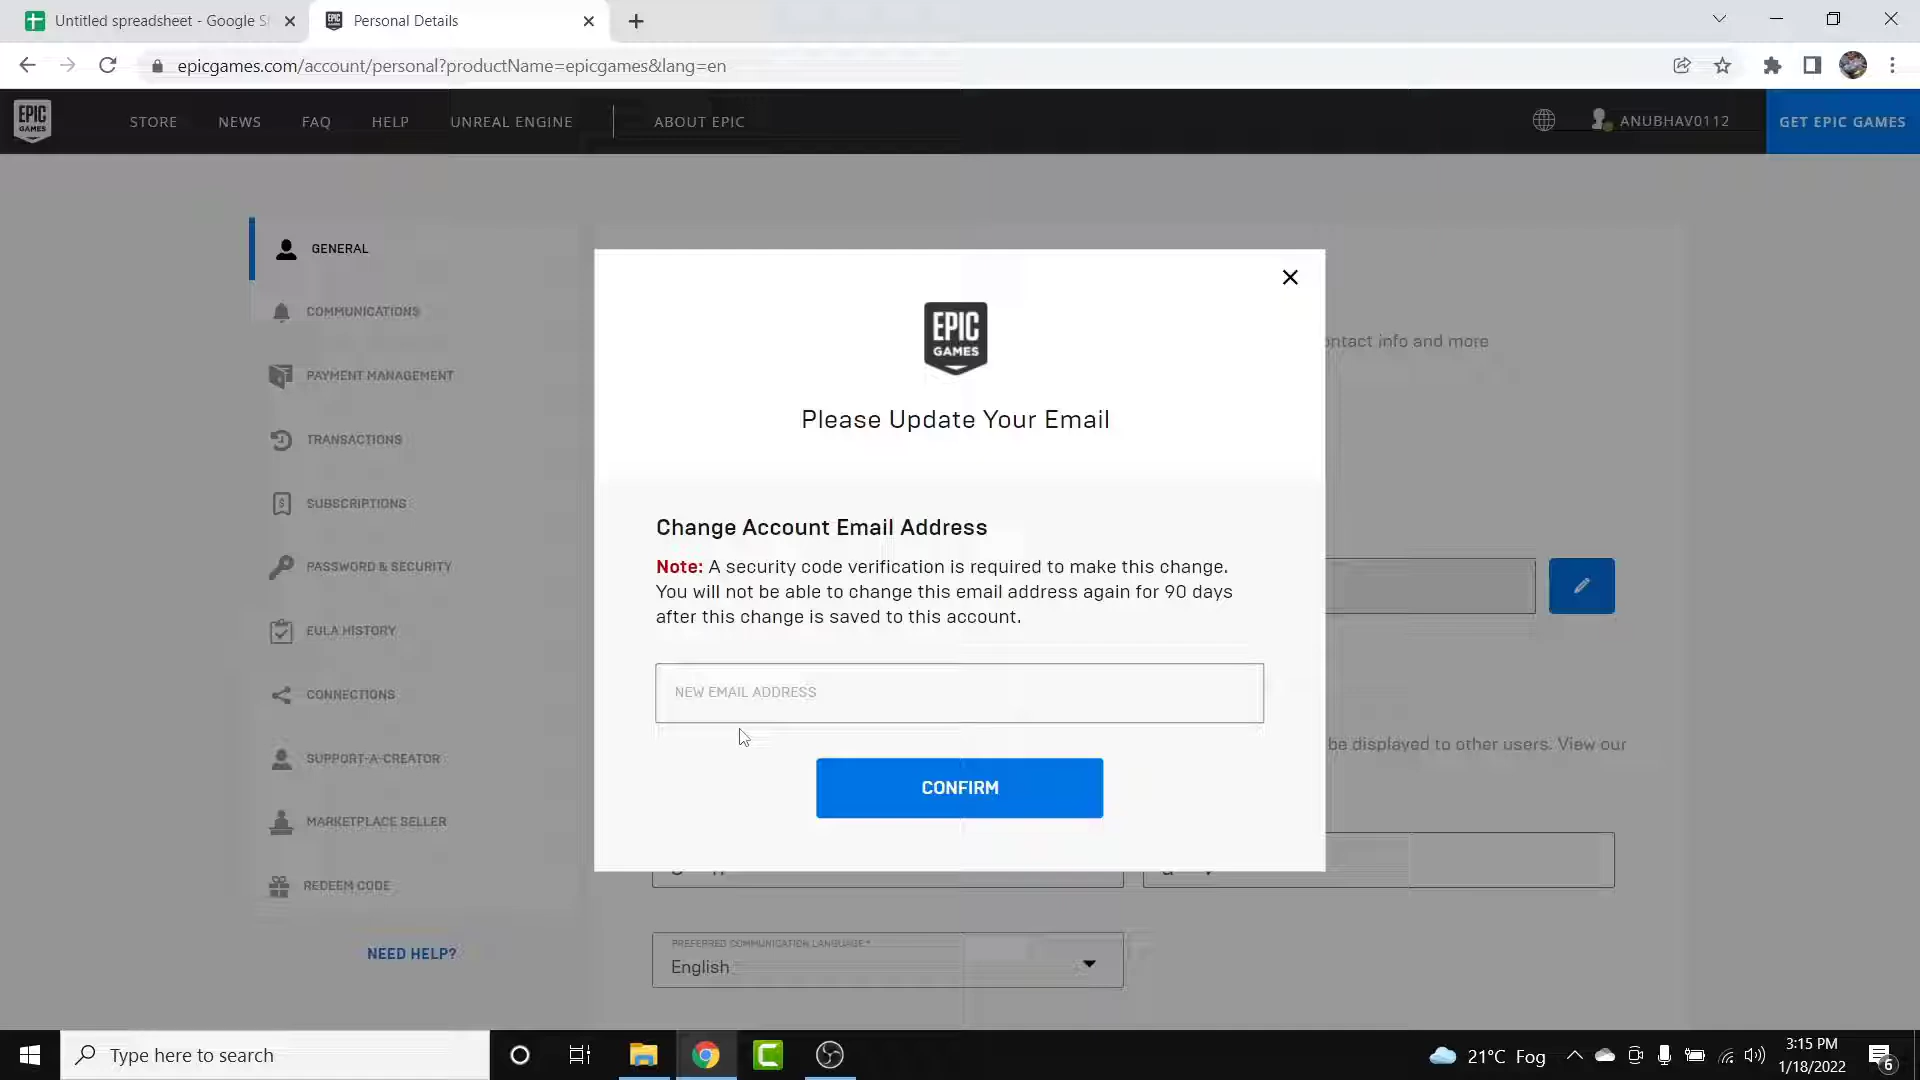 Untitled spreadsheet - Google S
Personal Details
epicgames.com/account/personal?productName=epicgames&lang=en
EPIC GAMES
STORE
NEWS
FAQ
HELP
UNREAL ENGINE
ABOUT EPIC
ANUBHAV0112
GET EPIC GAMES
GENERAL
COMMUNICATIONS
PAYMENT MANAGEMENT
TRANSACTIONS
SUBSCRIPTIONS
PASSWORD & SECURITY
EULA HISTORY
CONNECTIONS
SUPPORT-A-CREATOR
MARKETPLACE SELLER
REDEEM CODE
NEED HELP?
ontact info and more
EPIC
GAMES
Please Update Your Email
Change Account Email Address
Note: A security code verification is required to make this change.
You will not be able to change this email address again for 90 days
after this change is saved to this account.
NEW EMAIL ADDRESS
CONFIRM
be displayed to other users. View our
PREFERRED COMMUNICATION LANGUAGE *
English
Type here to search
21°C Fog
3:15 PM
1/18/2022
6